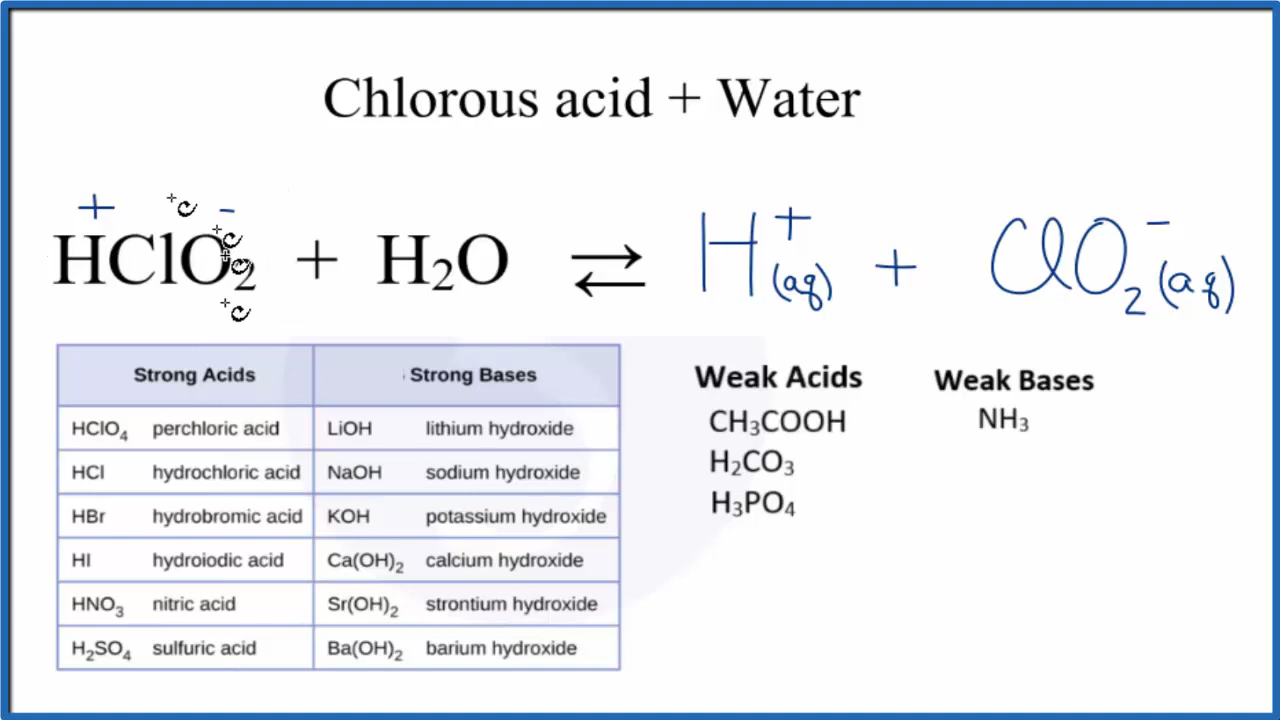 Chlorous acid + Water
+ -
HClO₂ + H₂O ⇌ H⁺(aq) + ClO₂⁻(aq)
Strong Acids Strong Bases
HClO₄ perchloric acid LiOH lithium hydroxide
HCl hydrochloric acid NaOH sodium hydroxide
HBr hydrobromic acid KOH potassium hydroxide
HI hydroiodic acid Ca(OH)₂ calcium hydroxide
HNO₃ nitric acid Sr(OH)₂ strontium hydroxide
H₂SO₄ sulfuric acid Ba(OH)₂ barium hydroxide
Weak Acids Weak Bases
CH₃COOH NH₃
H₂CO₃
H₃PO₄